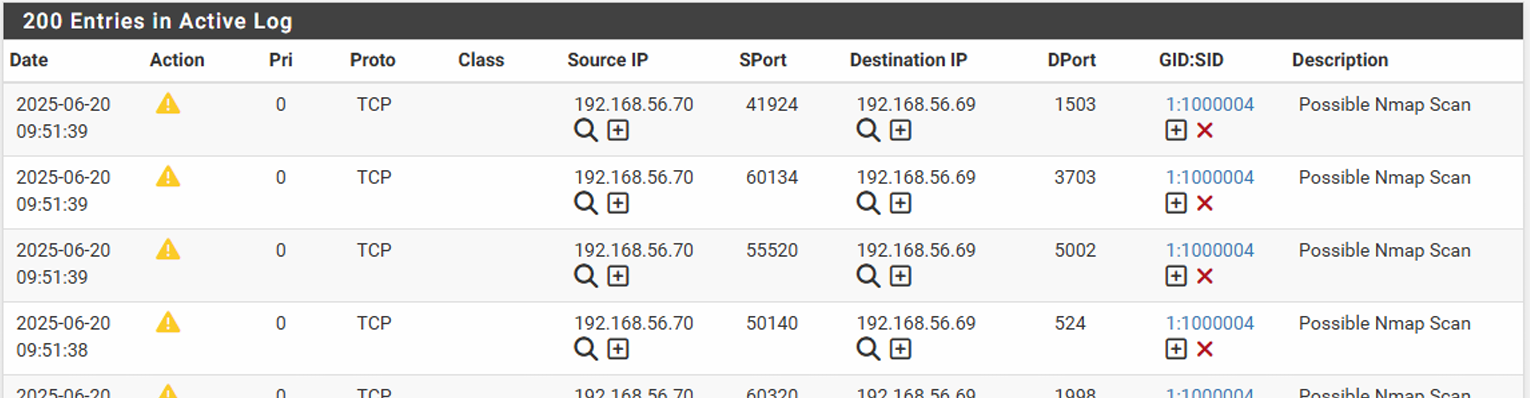 200 Entries in Active Log
Date Action Pri Proto Class Source IP SPort Destination IP DPort GID:SID Description
2025-06-20 0 TCP 192.168.56.70 41924 192.168.56.69 1503 1:1000004 Possible Nmap Scan
09:51:39
2025-06-20 0 TCP 192.168.56.70 60134 192.168.56.69 3703 1:1000004 Possible Nmap Scan
09:51:39
2025-06-20 0 TCP 192.168.56.70 55520 192.168.56.69 5002 1:1000004 Possible Nmap Scan
09:51:39
2025-06-20 0 TCP 192.168.56.70 50140 192.168.56.69 524 1:1000004 Possible Nmap Scan
09:51:38
2025-06-20 0 TCP 192.168.56.70 60320 192.168.56.69 1998 1:1000004 Possible Nmap Scan